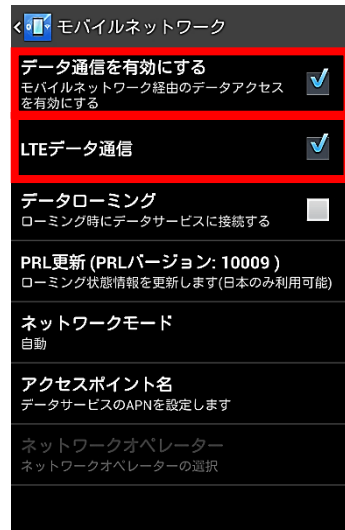 モバイルネットワーク
データ通信を有効にする
モバイルネットワーク経由のデータアクセス
を有効にする
LTEデータ通信
データローミング
ローミング時にデータサービスに接続する
PRL更新 (PRLバージョン: 10009 )
ローミング状態情報を更新します(日本のみ利用可能)
ネットワークモード
自動
アクセスポイント名
データサービスのAPNを設定します
ネットワークオペレーター
ネットワークオペレーターの選択